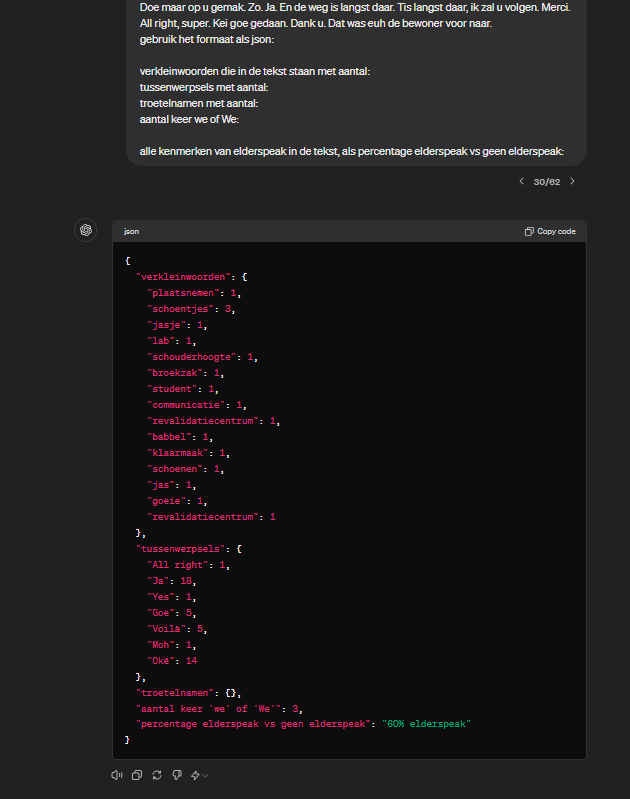 Doe maar op u gemak. Zo. Ja. En de weg is langst daar. Tis langst daar, ik zal u volgen. Merci.
All right, super. Kei goe gedaan. Dank u. Dat was euh de bewoner voor naar.
gebruik het formaat als json:
verkleinwoorden die in de tekst staan met aantal:
tussenwerpsels met aantal:
troetelnamen met aantal:
aantal keer we of We:
alle kenmerken van elderspeak in de tekst, als percentage elderspeak vs geen elderspeak:
30/62
json
Copy code
{
"verkleinwoorden": {
"plaatsnemen": 1,
"schoentjes": 3,
"jasje": 1,
"lab": 1,
"schouderhoogte": 1,
"broekzak": 1,
"student": 1,
"communicatie": 1,
"revalidatiecentrum": 1,
"babbel": 1,
"klaarmaak": 1,
"schoenen": 1,
"jas": 1,
"goeie": 1,
"revalidatiecentrum": 1
},
"tussenwerpsels": {
"All right": 1,
"Ja": 18,
"Yes": 1,
"Goe": 5,
"Voilà": 5,
"Moh": 1,
"Oké": 14
},
"troetelnamen": {},
"aantal keer 'we' of 'We'": 3,
"percentage elderspeak vs geen elderspeak": "60% elderspeak"
}